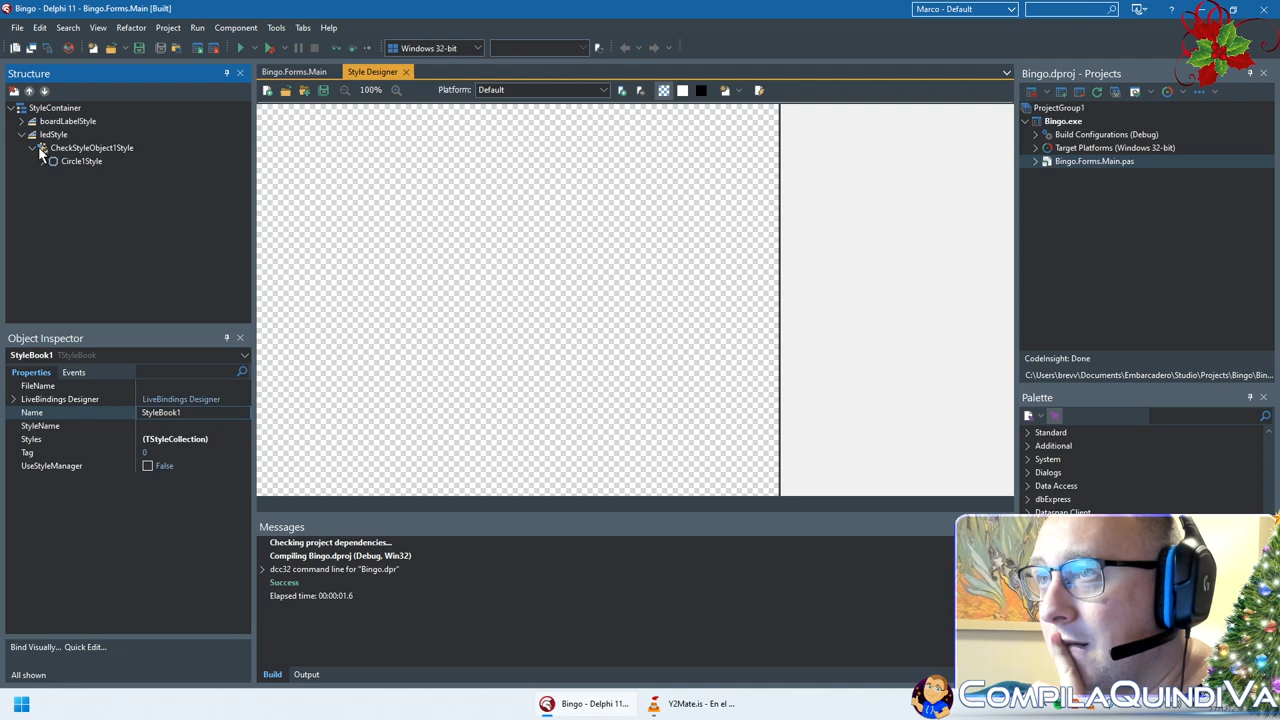 Bingo - Delphi 11 - Bingo.Forms.Main [Built]
Marco - Default
File Edit Search View Refactor Project Run Component Tools Tabs Help
Windows 32-bit
Structure
StyleContainer
boardLabelStyle
ledStyle
CheckStyleObject1Style
Circle1Style
Object Inspector
StyleBook1 TStyleBook
Properties Events
FileName
LiveBindings Designer LiveBindings Designer
Name StyleBook1
StyleName
Styles (TStyleCollection)
Tag 0
UseStyleManager False
Bind Visually... Quick Edit...
All shown
Bingo.Forms.Main Style Designer
100% Platform: Default
Messages
Checking project dependencies...
Compiling Bingo.dproj (Debug, Win32)
dcc32 command line for "Bingo.dpr"
Success
Elapsed time: 00:00:01.6
Build Output
Bingo.dproj - Projects
ProjectGroup1
Bingo.exe
Build Configurations (Debug)
Target Platforms (Windows 32-bit)
Bingo.Forms.Main.pas
CodeInsight: Done
C:\Users\brevv\Documents\Embarcadero\Studio\Projects\Bingo\Bin...
Palette
Standard
Additional
System
Dialogs
Data Access
dbExpress
Datasnap Client
Bingo - Delphi 11...
Y2Mate.is - En el ...
COMPILAQUINDIVA